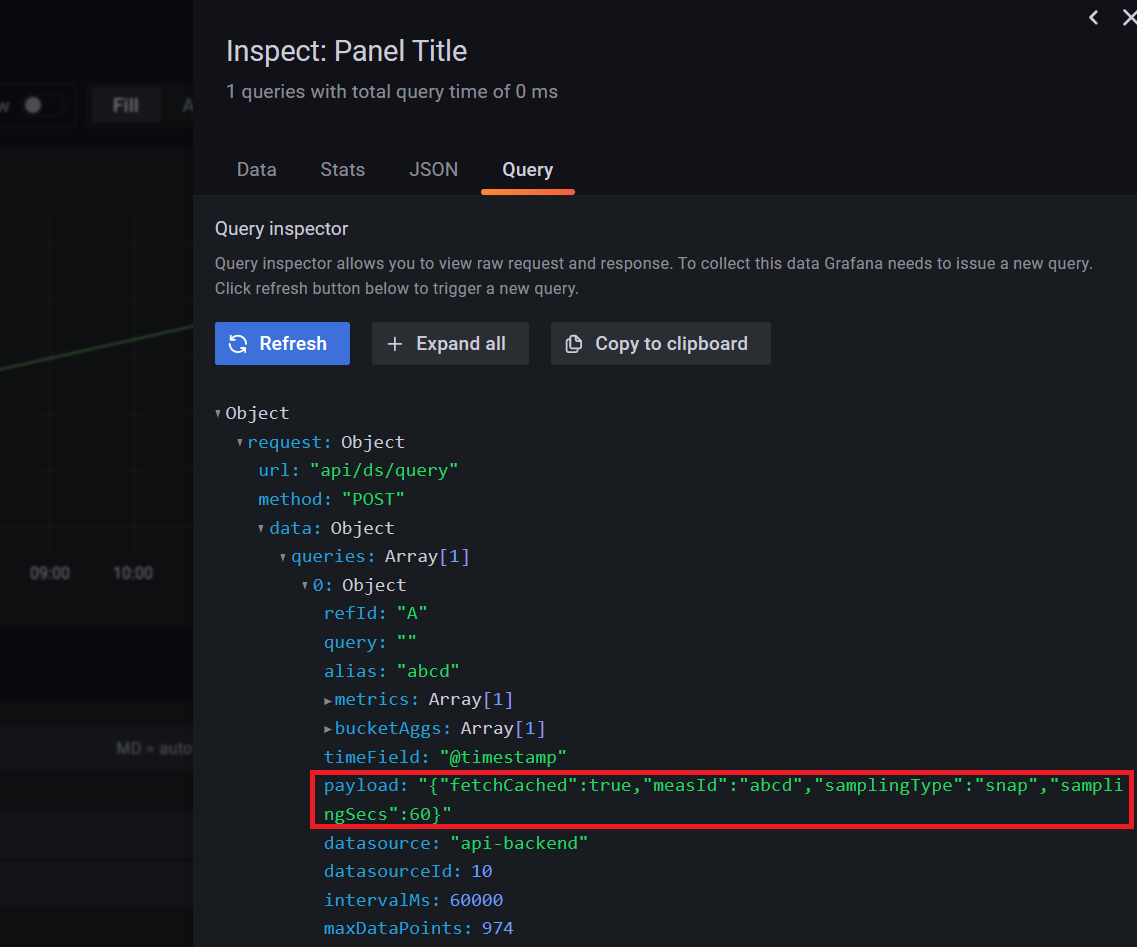 Inspect: Panel Title
1 queries with total query time of 0 ms
w Fill A
Data Stats JSON Query
Query inspector
Query inspector allows you to view raw request and response. To collect this data Grafana needs to issue a new query.
Click refresh button below to trigger a new query.
Refresh Expand all Copy to clipboard
Object
request: Object
url: "api/ds/query"
method: "POST"
data: Object
queries: Array[1]
0: Object
09:00 10:00
refId: "A"
query: ""
alias: "abcd"
metrics: Array[1]
bucketAggs: Array[1]
MD = auto
timeField: "@timestamp"
payload: "{"fetchCached":true,"measId":"abcd","samplingType":"snap","sampli
ngSecs":60}"
datasource: "api-backend"
datasourceId: 10
intervalMs: 60000
maxDataPoints: 974